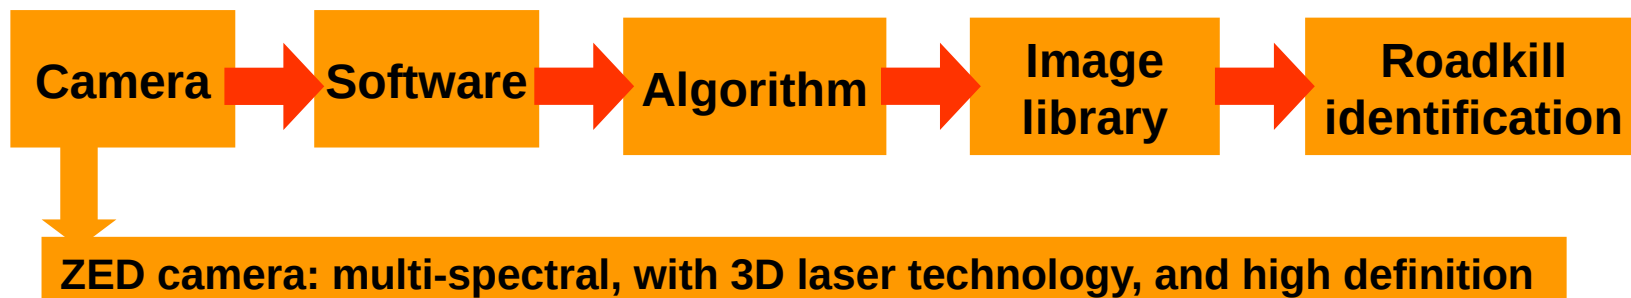 Camera
Software
Algorithm
Image
library
Roadkill
identification
ZED camera: multi-spectral, with 3D laser technology, and high definition